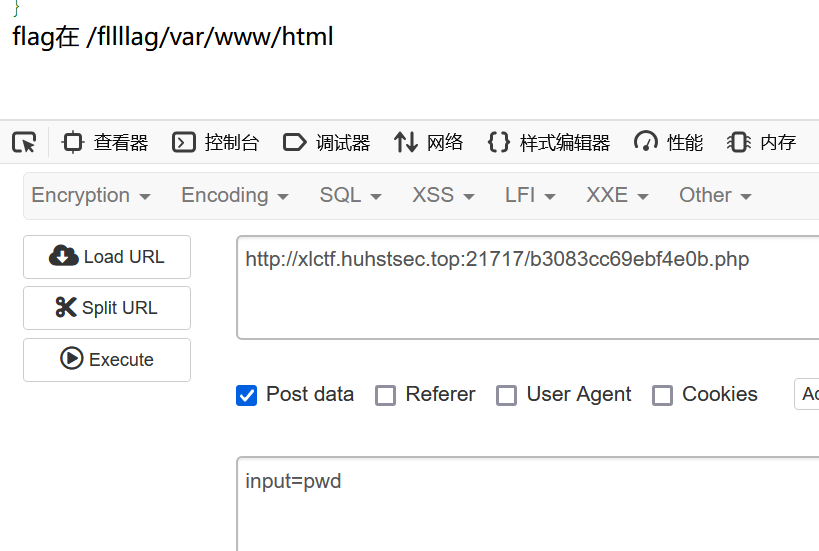 }
flag在 /fllllag/var/www/html
查看器 控制台 调试器 网络 样式编辑器 性能 内存
Encryption Encoding SQL XSS LFI XXE Other
Load URL
http://xlctf.huhstsec.top:21717/b3083cc69ebf4e0b.php
Split URL
Execute
Post data Referer User Agent Cookies Ac
input=pwd